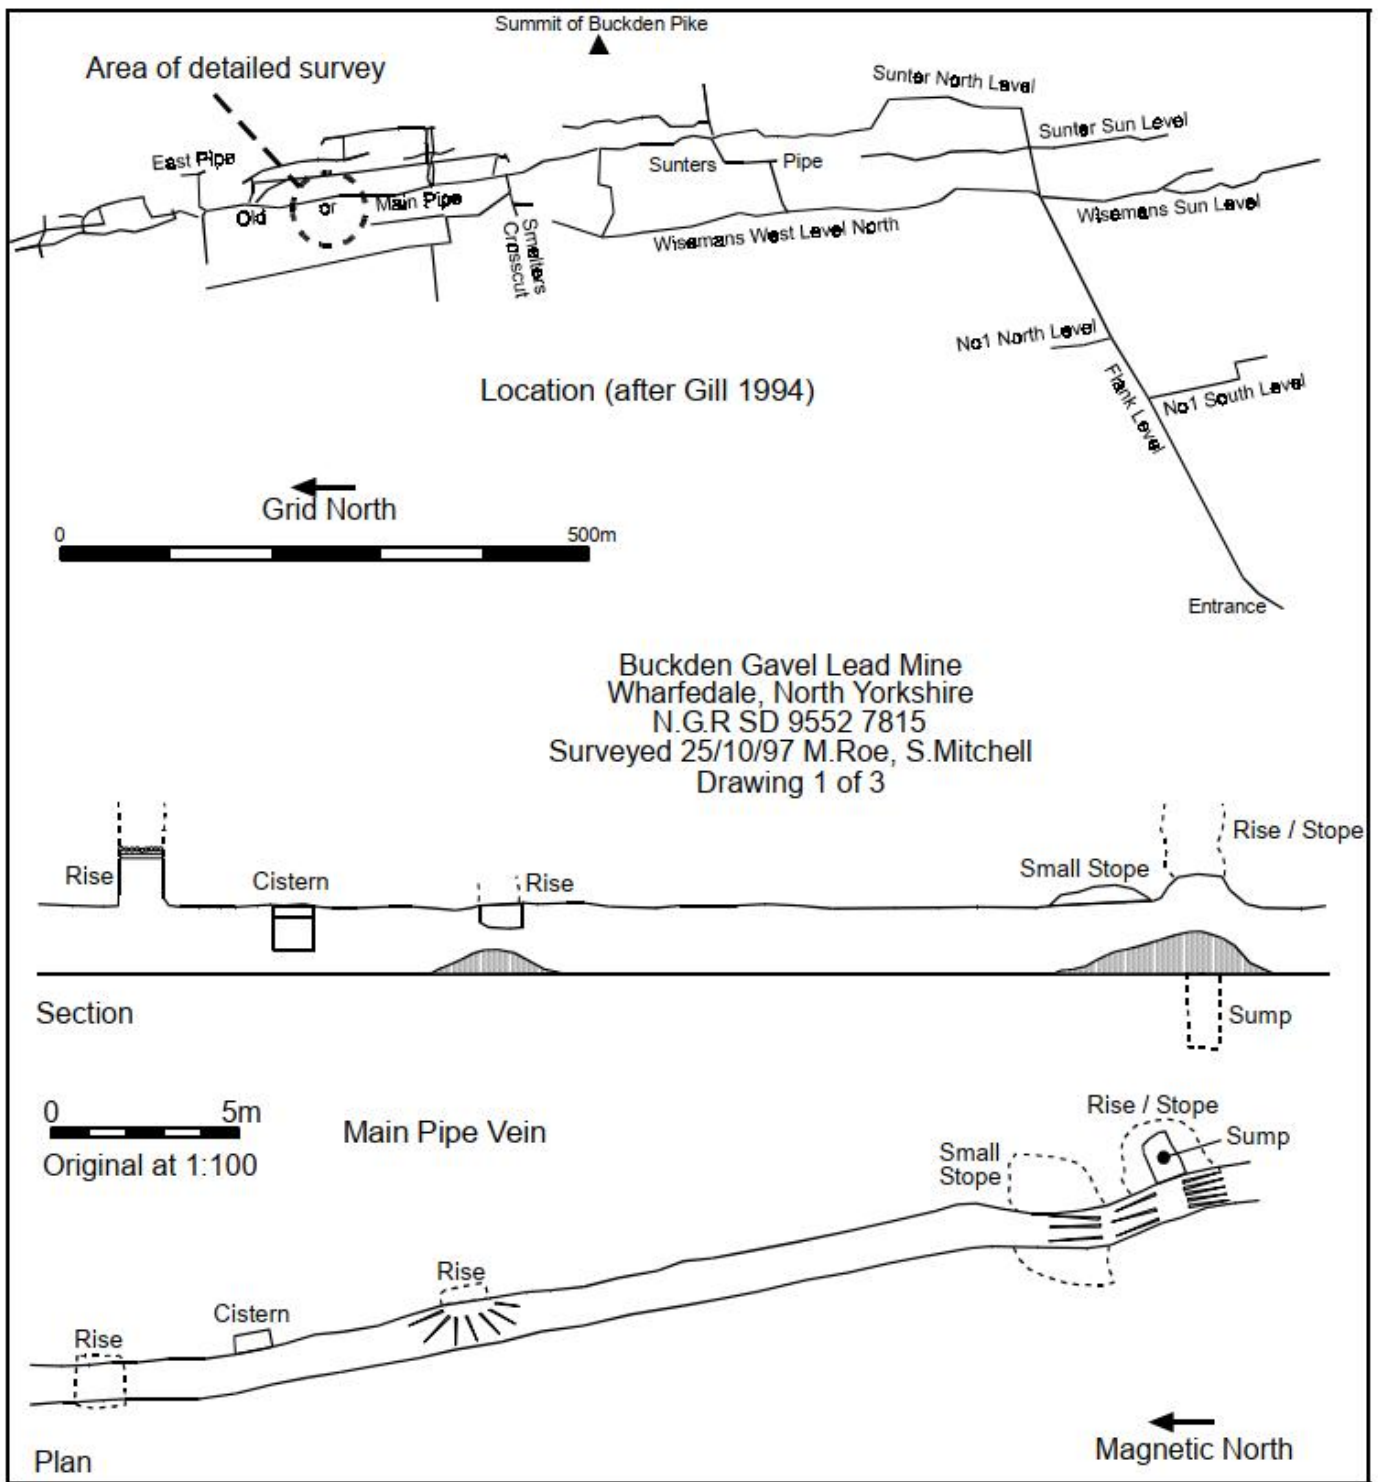 Summit of Buckden Pike
Area of detailed survey
Sunter North Level
Sunter Sun Level
East Pipe
Sunters Pipe
Old or Main Pipe
Wisemans Sun Level
Wisemans West Level North
Smelters
Crosscut
No1 North Level
Flank Level
No1 South Level
Location (after Gill 1994)
Grid North
0 500m
Entrance
Buckden Gavel Lead Mine
Wharfedale, North Yorkshire
N.G.R SD 9552 7815
Surveyed 25/10/97 M.Roe, S.Mitchell
Drawing 1 of 3
Rise / Stope
Rise
Cistern
Rise
Small Stope
Section
Sump
0 5m
Main Pipe Vein
Original at 1:100
Rise / Stope
Sump
Small
Stope
Rise
Cistern
Rise
Magnetic North
Plan